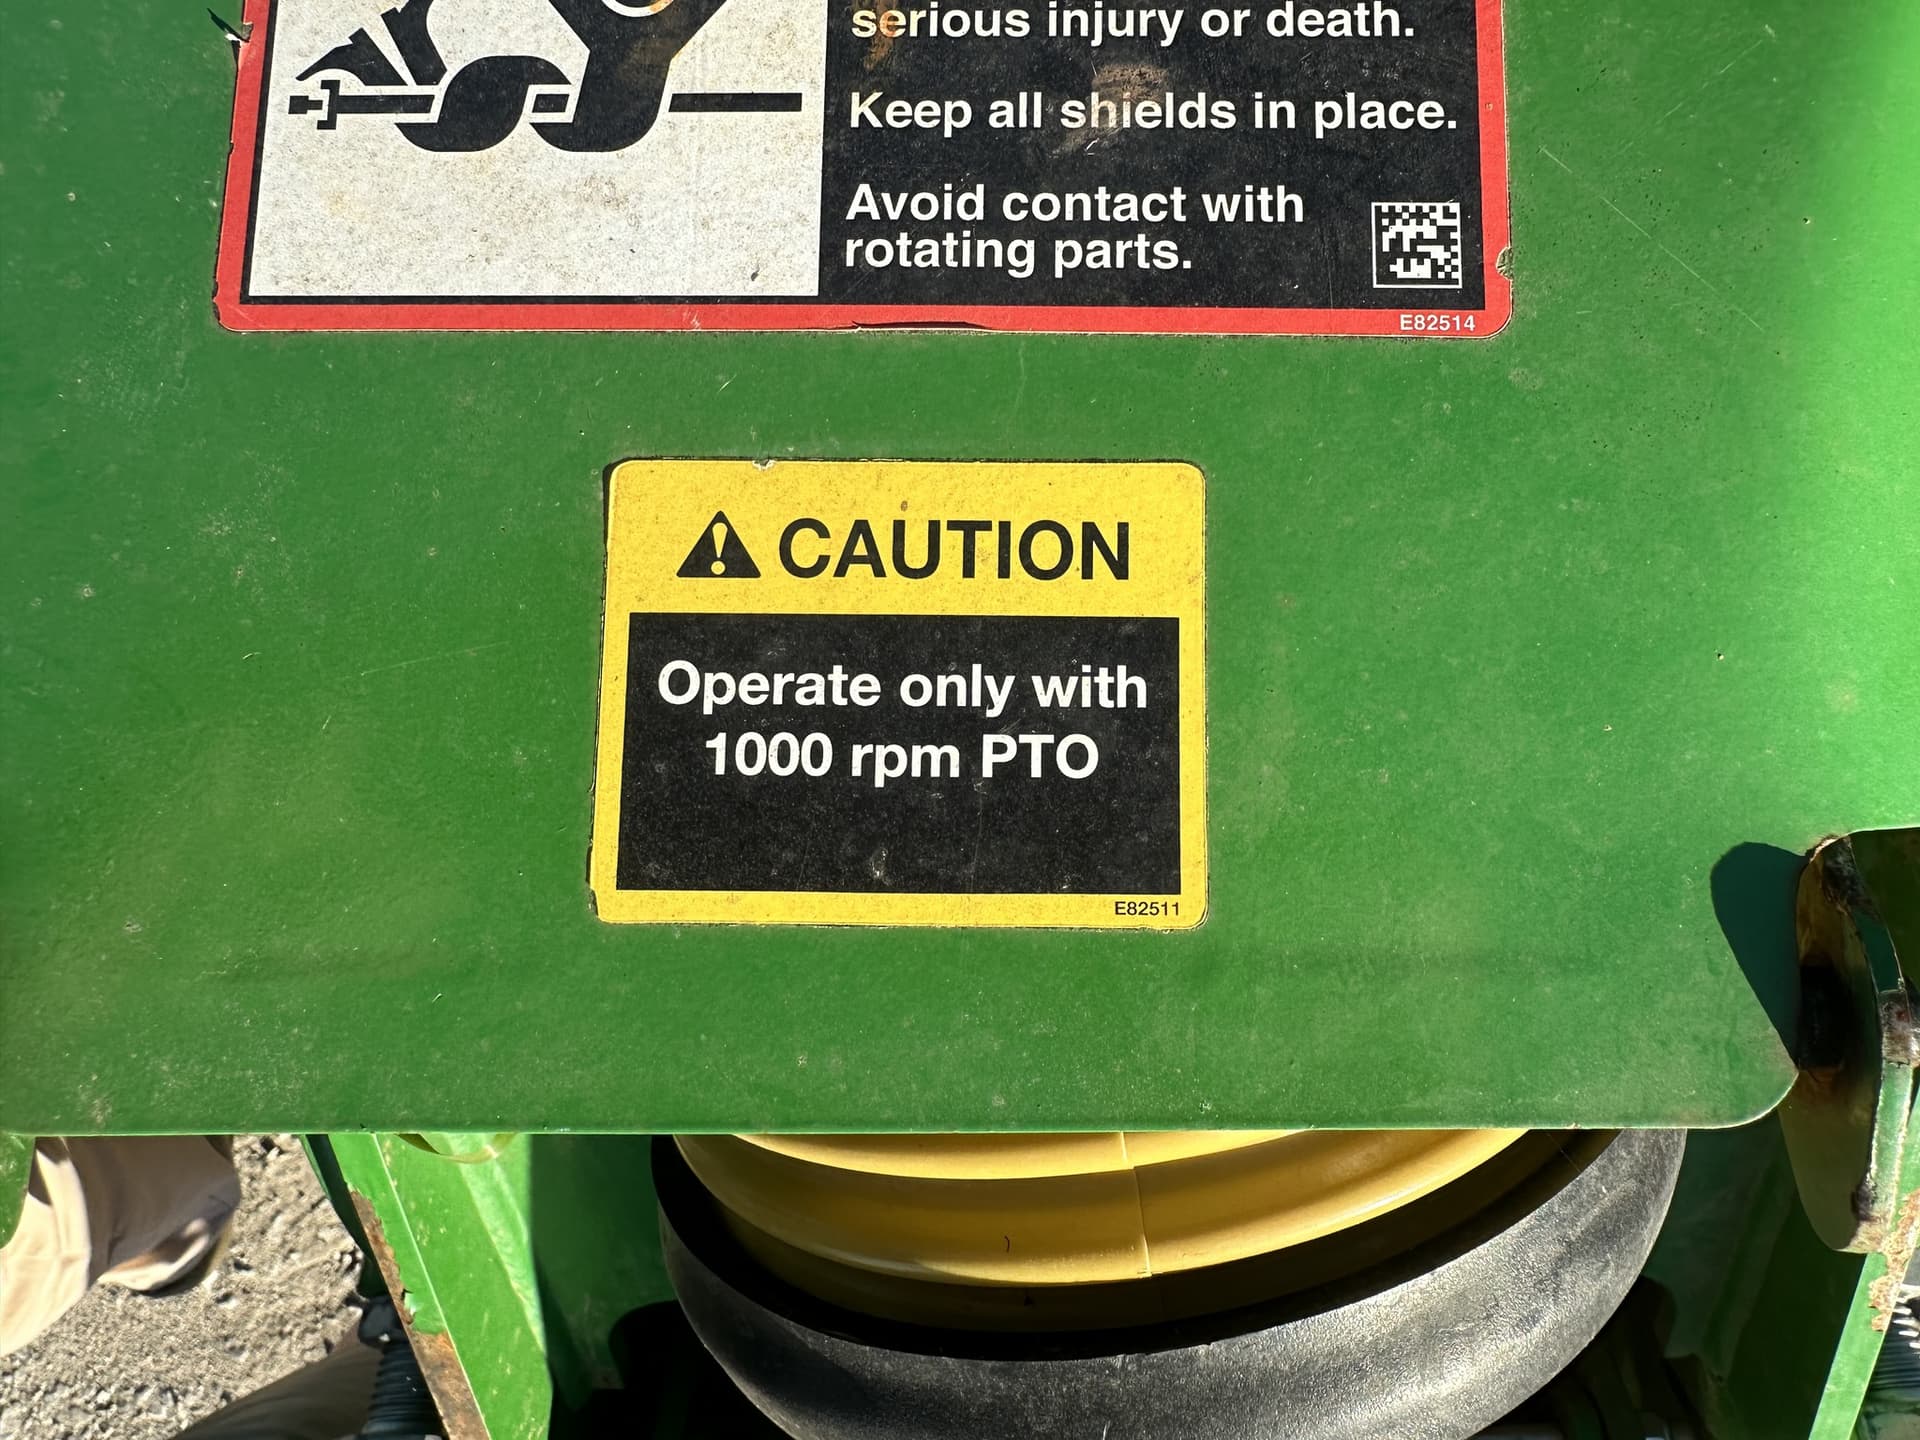 serious injury or death.
Keep all shields in place.
Avoid contact with
rotating parts.
E82514
CAUTION
Operate only with
1000 rpm PTO
E82511